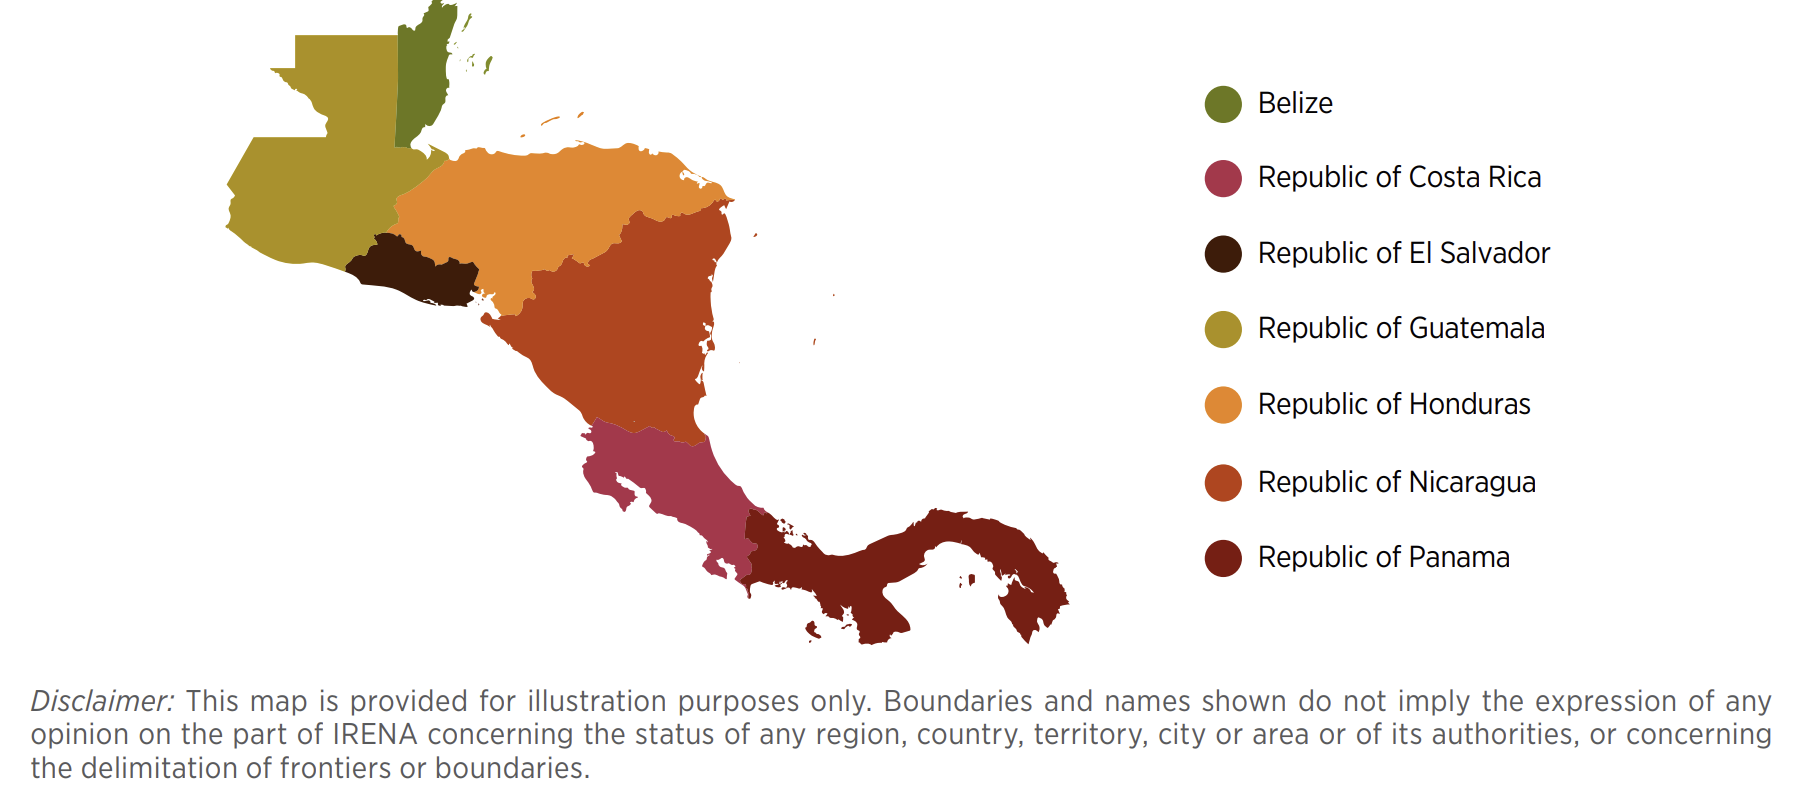 Belize
Republic of Costa Rica
Republic of El Salvador
Republic of Guatemala
Republic of Honduras
Republic of Nicaragua
Republic of Panama
Disclaimer: This map is provided for illustration purposes only. Boundaries and names shown do not imply the expression of any
opinion on the part of IRENA concerning the status of any region, country, territory, city or area or of its authorities, or concerning
the delimitation of frontiers or boundaries.